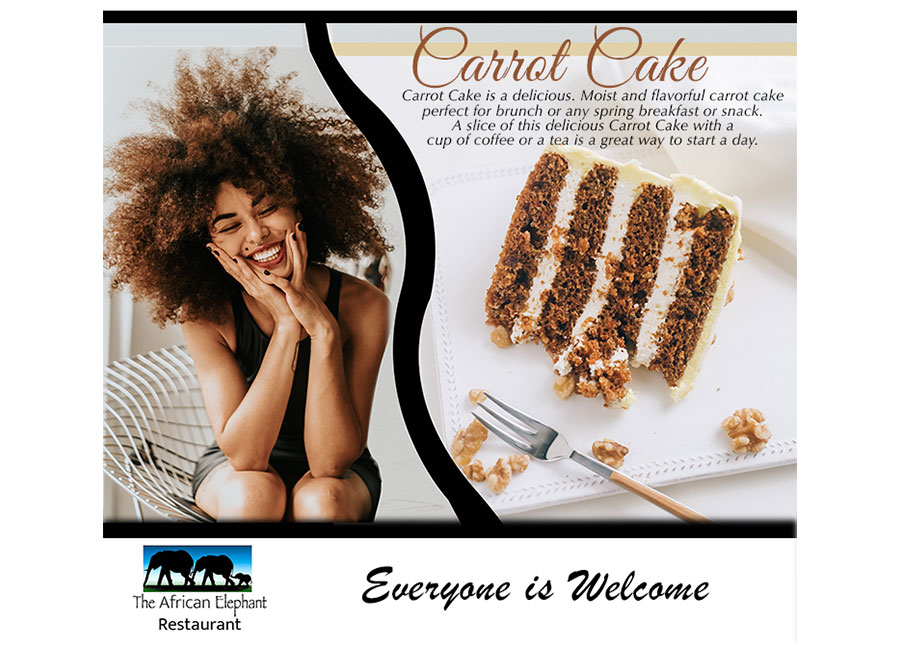 Carrot Cake
Carrot Cake is a delicious. Moist and flavorful carrot cake
perfect for brunch or any spring breakfast or snack.
A slice of this delicious Carrot Cake with a
cup of coffee or a tea is a great way to start a day.
The African Elephant
Restaurant
Everyone is Welcome